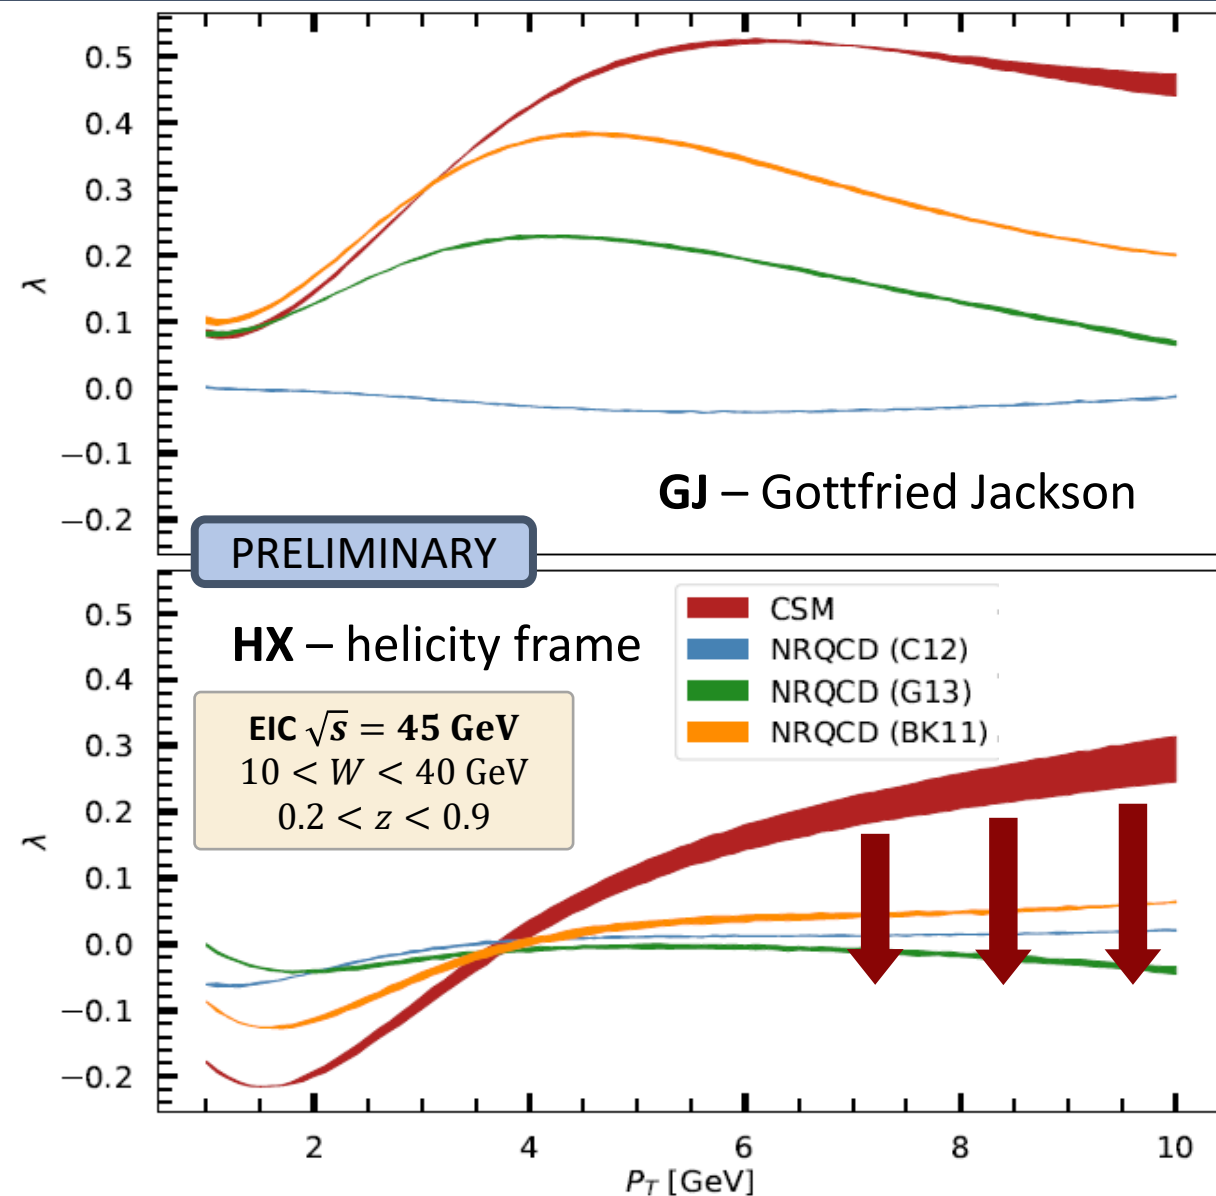 0.5
0.4
0.3
0.2
0.1
0.0
−0.1
−0.2
λ
GJ – Gottfried Jackson
PRELIMINARY
HX – helicity frame
EIC √s = 45 GeV
10 < W < 40 GeV
0.2 < z < 0.9
CSM
NRQCD (C12)
NRQCD (G13)
NRQCD (BK11)
0.5
0.4
0.3
0.2
0.1
0.0
−0.1
−0.2
λ
2 4 6 8 10
P_T [GeV]